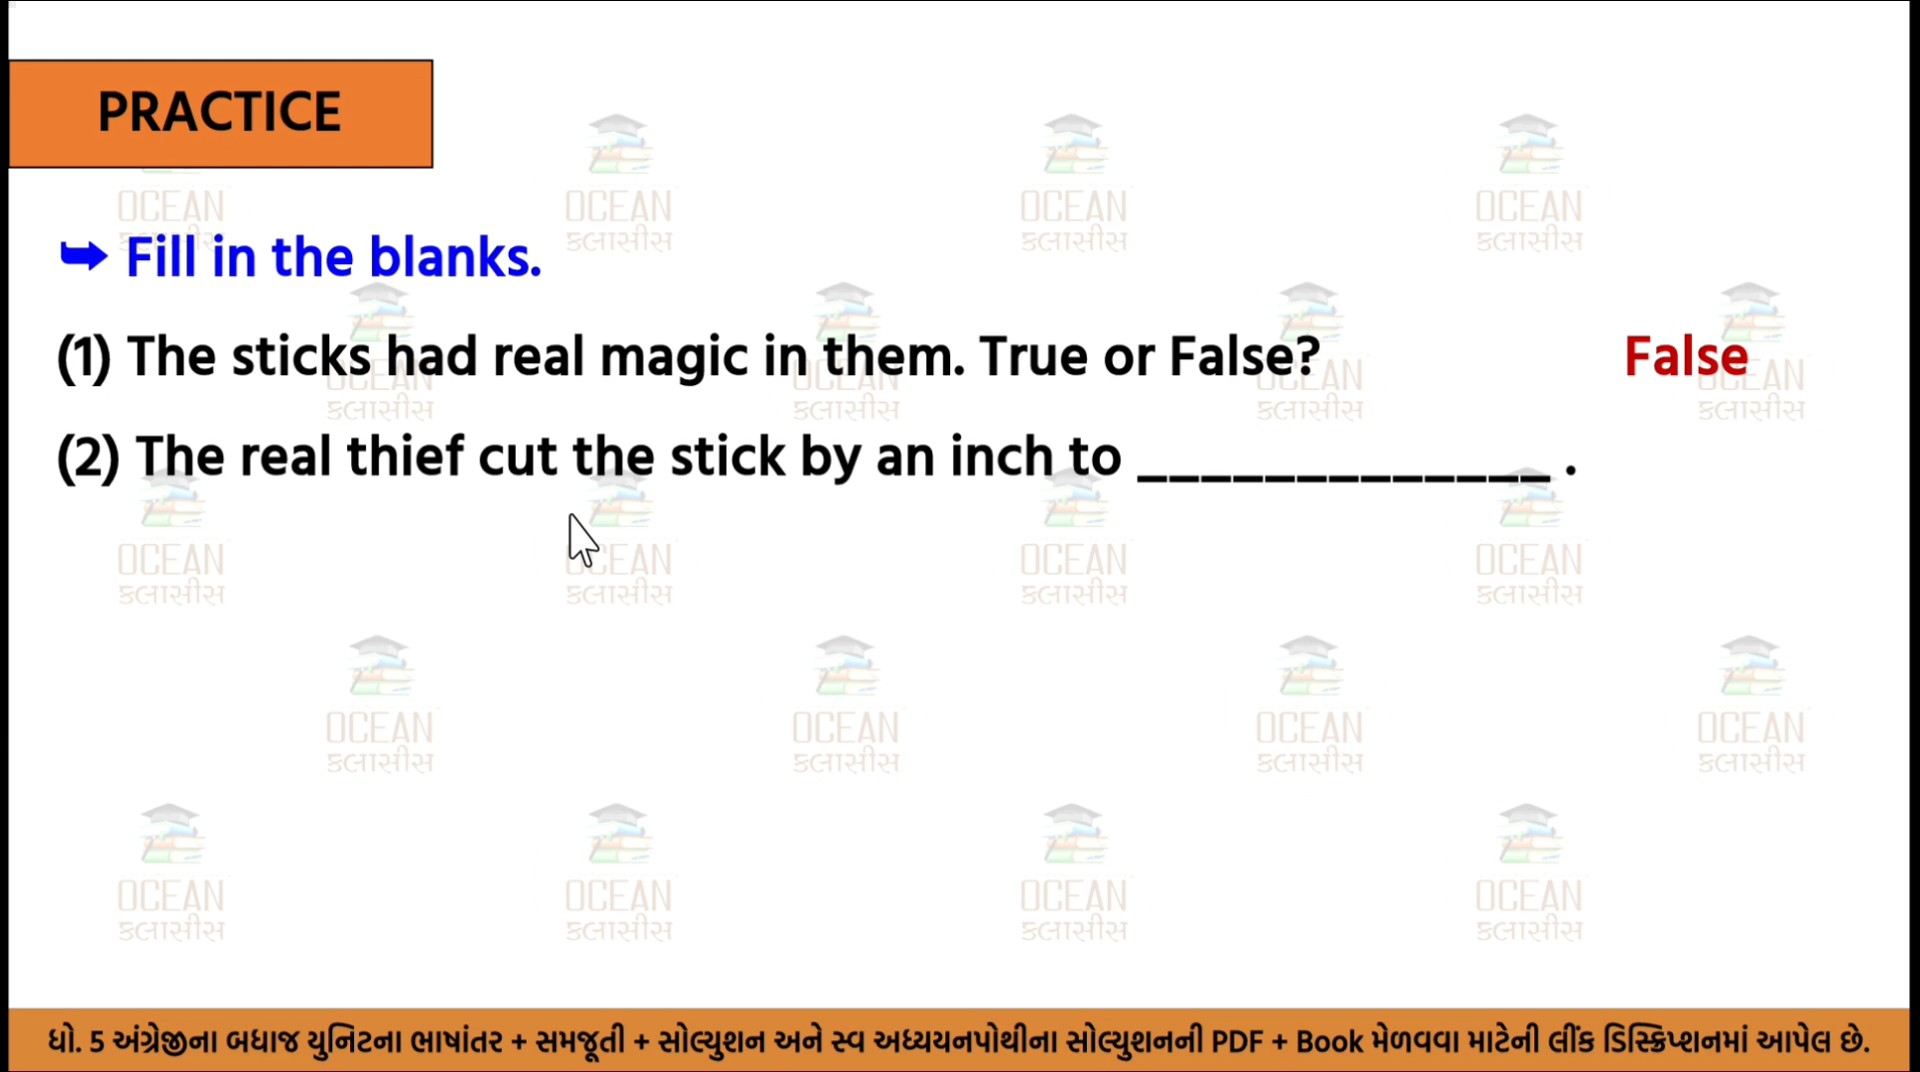 PRACTICE
➥ Fill in the blanks.
(1) The sticks had real magic in them. True or False? False
(2) The real thief cut the stick by an inch to _____________ .
OCEAN
ક્લાસીસ
ધો. 5 અંગ્રેજીના બધાજ યુનિટના ભાષાંતર + સમજૂતી + સોલ્યુશન અને સ્વ અધ્યયનપોથીના સોલ્યુશનની PDF + Book મેળવવા માટેની લીંક ડિસ્ક્રિપ્શનમાં આપેલ છે.